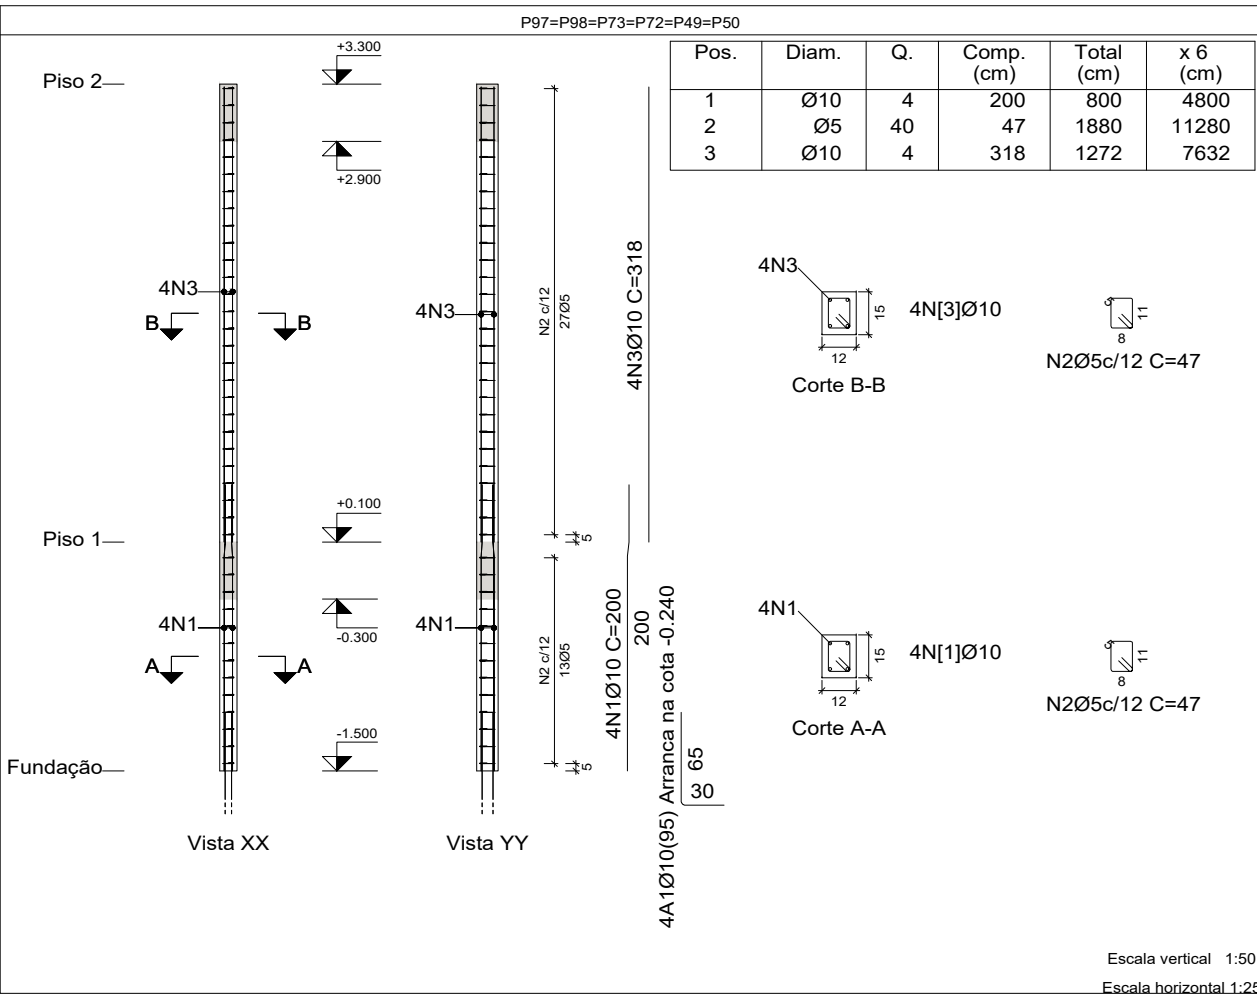 P97=P98=P73=P72=P49=P50
Pos. Diam. Q. Comp. (cm) Total (cm) x 6 (cm)
1 Ø10 4 200 800 4800
2 Ø5 40 47 1880 11280
3 Ø10 4 318 1272 7632
Piso 2
+3.300
+2.900
4N3
B B
4N3
N2 c/12
27Ø5
4N3Ø10 C=318
4N3
15
12
4N[3]Ø10
Corte B-B
11
8
N2Ø5c/12 C=47
Piso 1
+0.100
5
-0.300
4N1
A A
4N1
N2 c/12
13Ø5
4N1Ø10 C=200
200
4A1Ø10(95) Arranca na cota -0.240
65
30
4N1
15
12
4N[1]Ø10
Corte A-A
11
8
N2Ø5c/12 C=47
Fundação
-1.500
5
Vista XX
Vista YY
Escala vertical 1:50
Escala horizontal 1:25